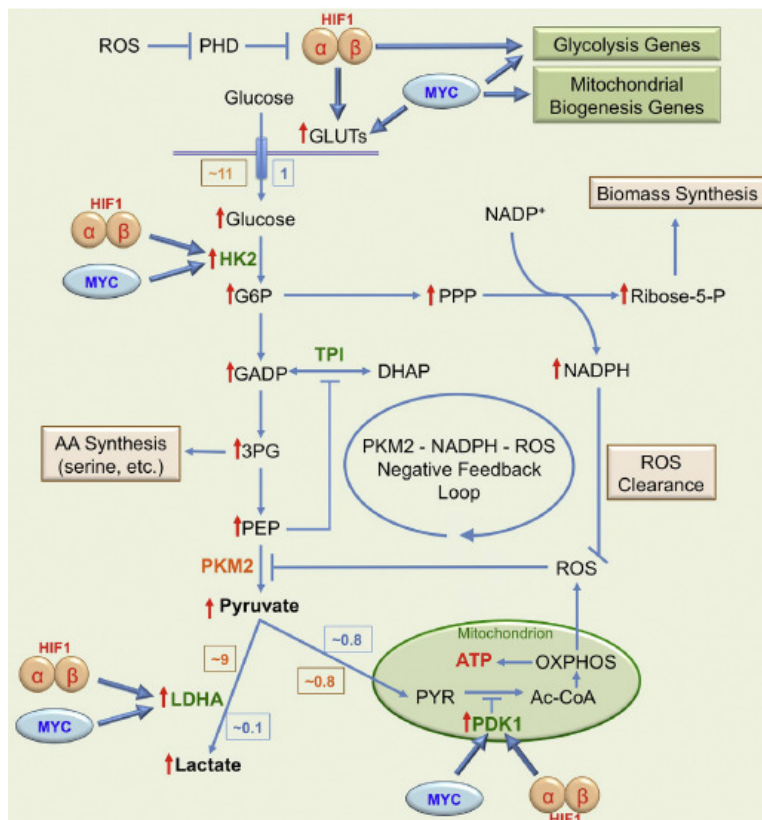 HIF1
ROS
PHD
α
β
Glycolysis Genes
MYC
Mitochondrial
Biogenesis Genes
Glucose
GLUTs
~11
1
Biomass Synthesis
HIF1
α
β
Glucose
NADP⁺
HK2
MYC
G6P
PPP
Ribose-5-P
TPI
GADP
DHAP
NADPH
AA Synthesis
(serine, etc.)
3PG
PKM2 - NADPH - ROS
Negative Feedback
Loop
ROS
Clearance
PEP
PKM2
ROS
Pyruvate
Mitochondrion
~0.8
~9
~0.8
ATP
OXPHOS
HIF1
α
β
LDHA
PYR
Ac-CoA
MYC
~0.1
PDK1
Lactate
MYC
α
β
HIF1